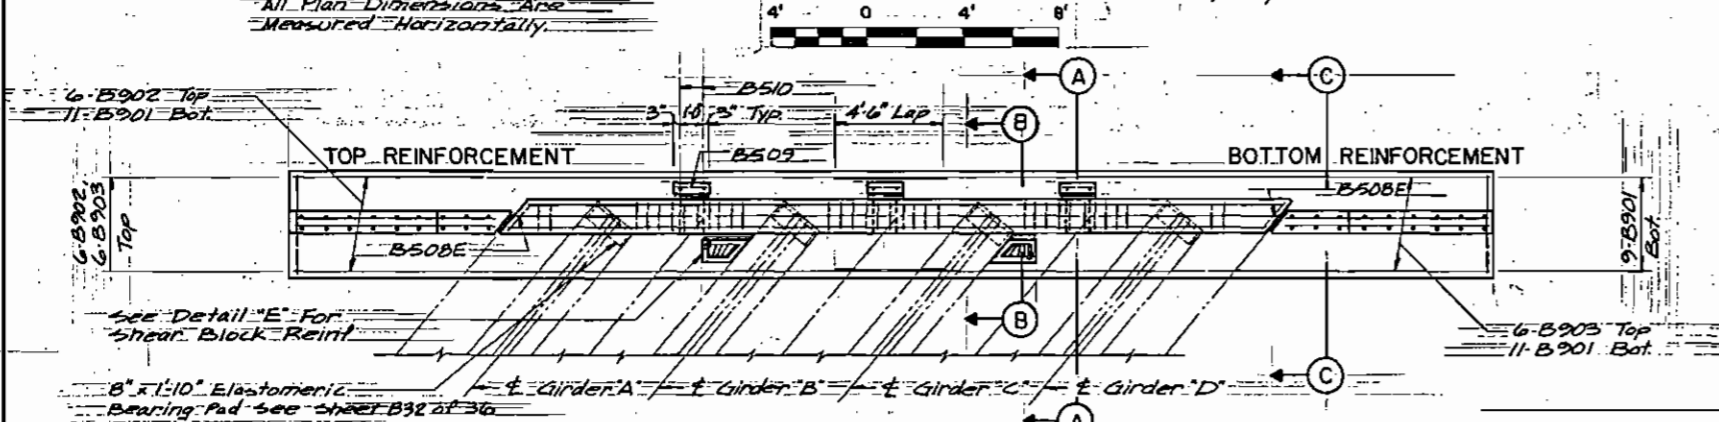 All Plan Dimensions Are
Measured Horizontally.
4' 0 4' 8'
A
C
6-B902 Top
11-B901 Bot.
B510
3" 1'-0" 3" Typ.
4'-6" Lap
B
B509
TOP REINFORCEMENT
BOTTOM REINFORCEMENT
B508E
6-B902,
6-B903
Top
9-B901
Bot.
B508E
See Detail "E" For
Shear Block Reinf
B
6-B903 Top
11-B901 Bot.
8" x 1'-10" Elastomeric
Bearing Pad See Sheet B32 of 36
℄ Girder "A"
℄ Girder "B"
℄ Girder "C"
℄ Girder "D"
C
A